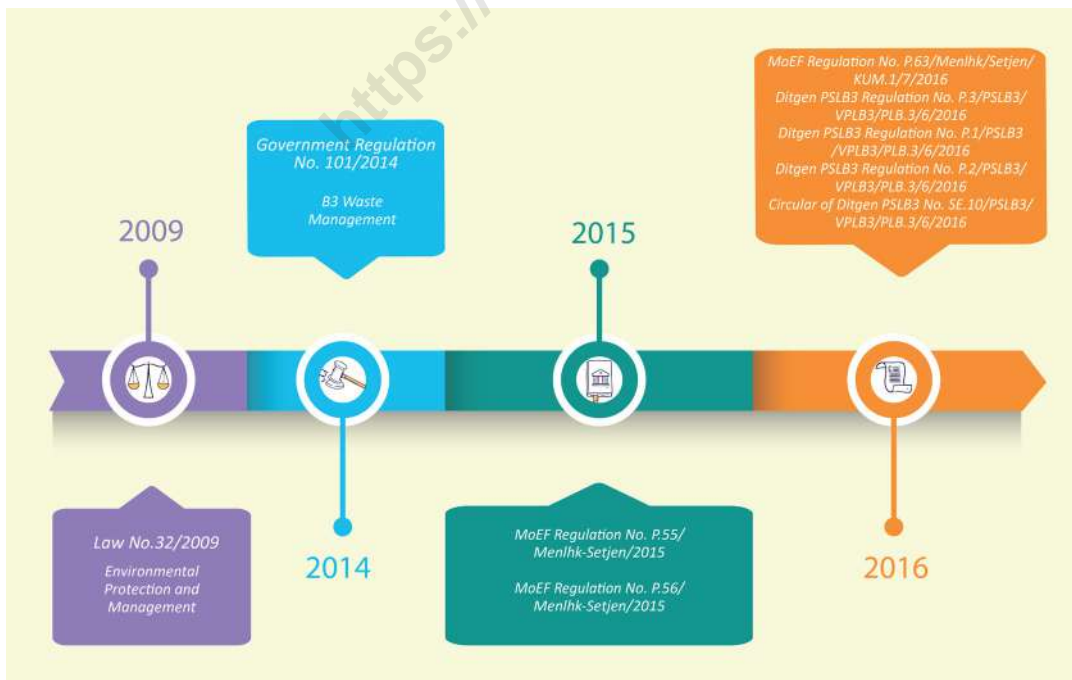 https:/
MoEF Regulation No. P.63/Menlhk/Setjen/
KUM.1/7/2016
Ditgen PSLB3 Regulation No. P.3/PSLB3/
VPLB3/PLB.3/6/2016
Ditgen PSLB3 Regulation No. P.1/PSLB3
/VPLB3/PLB.3/6/2016
Ditgen PSLB3 Regulation No. P.2/PSLB3/
VPLB3/PLB.3/6/2016
Circular of Ditgen PSLB3 No. SE.10/PSLB3/
VPLB3/PLB.3/6/2016
Government Regulation
No. 101/2014
B3 Waste
Management
2009
2015
Law No.32/2009
Environmental
Protection and
Management
2014
MoEF Regulation No. P.55/
Menlhk-Setjen/2015
MoEF Regulation No. P.56/
Menlhk-Setjen/2015
2016